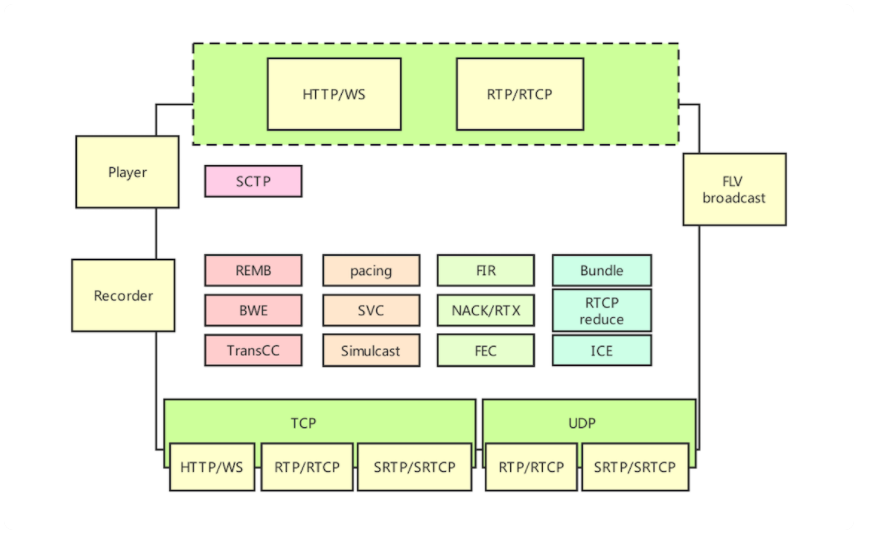 HTTP/WS
RTP/RTCP
Player
SCTP
FLV
broadcast
Recorder
REMB
pacing
FIR
Bundle
BWE
SVC
NACK/RTX
RTCP
reduce
TransCC
Simulcast
FEC
ICE
TCP
UDP
HTTP/WS
RTP/RTCP
SRTP/SRTCP
RTP/RTCP
SRTP/SRTCP